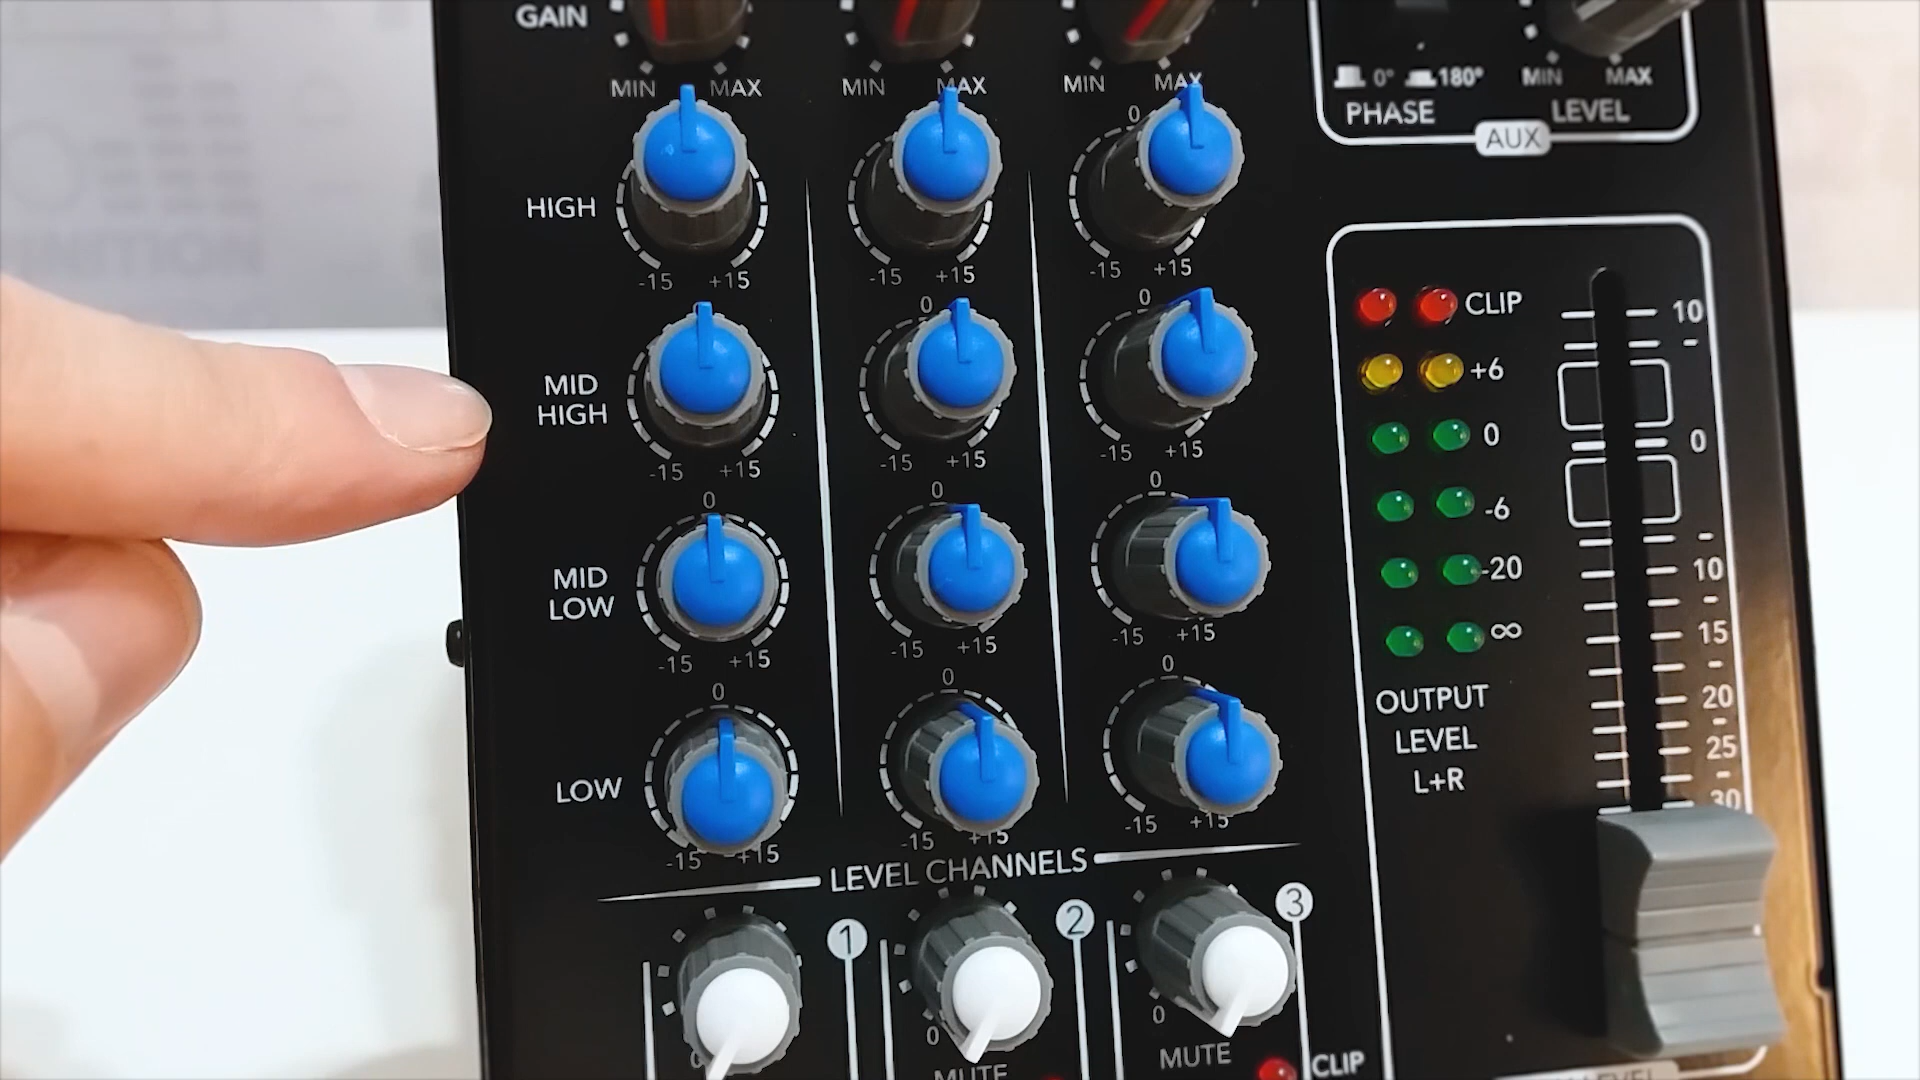 GAIN
MIN MAX
MIN MAX
MIN MAX
0° 180°
MIN MAX
PHASE LEVEL
AUX
0
HIGH
-15 +15
-15 +15
-15 +15
0
0
MID
HIGH
-15 +15
-15 +15
-15 +15
0
0
0
MID
LOW
-15 +15
-15 +15
-15 +15
0
0
0
LOW
-15 +15
-15 +15
-15 +15
LEVEL CHANNELS
1
2
3
0
0
0
MUTE
MUTE
CLIP
CLIP
+6
0
-6
-20
∞
OUTPUT
LEVEL
L+R
10
-
0
-
10
-
15
-
20
-
25
-
30
LEVEL